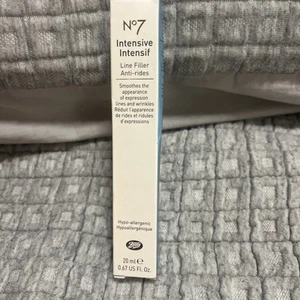 No7
Intensive
Intensif
Line Filler
Anti-rides
Smoothes the
appearance
of expression
lines and wrinkles
Réduit l'apparence
de rides et ridules
d'expressions
Hypo-allergenic
Hypoallergénique
Boots
20 ml ℮
0.67 US Fl. Oz.